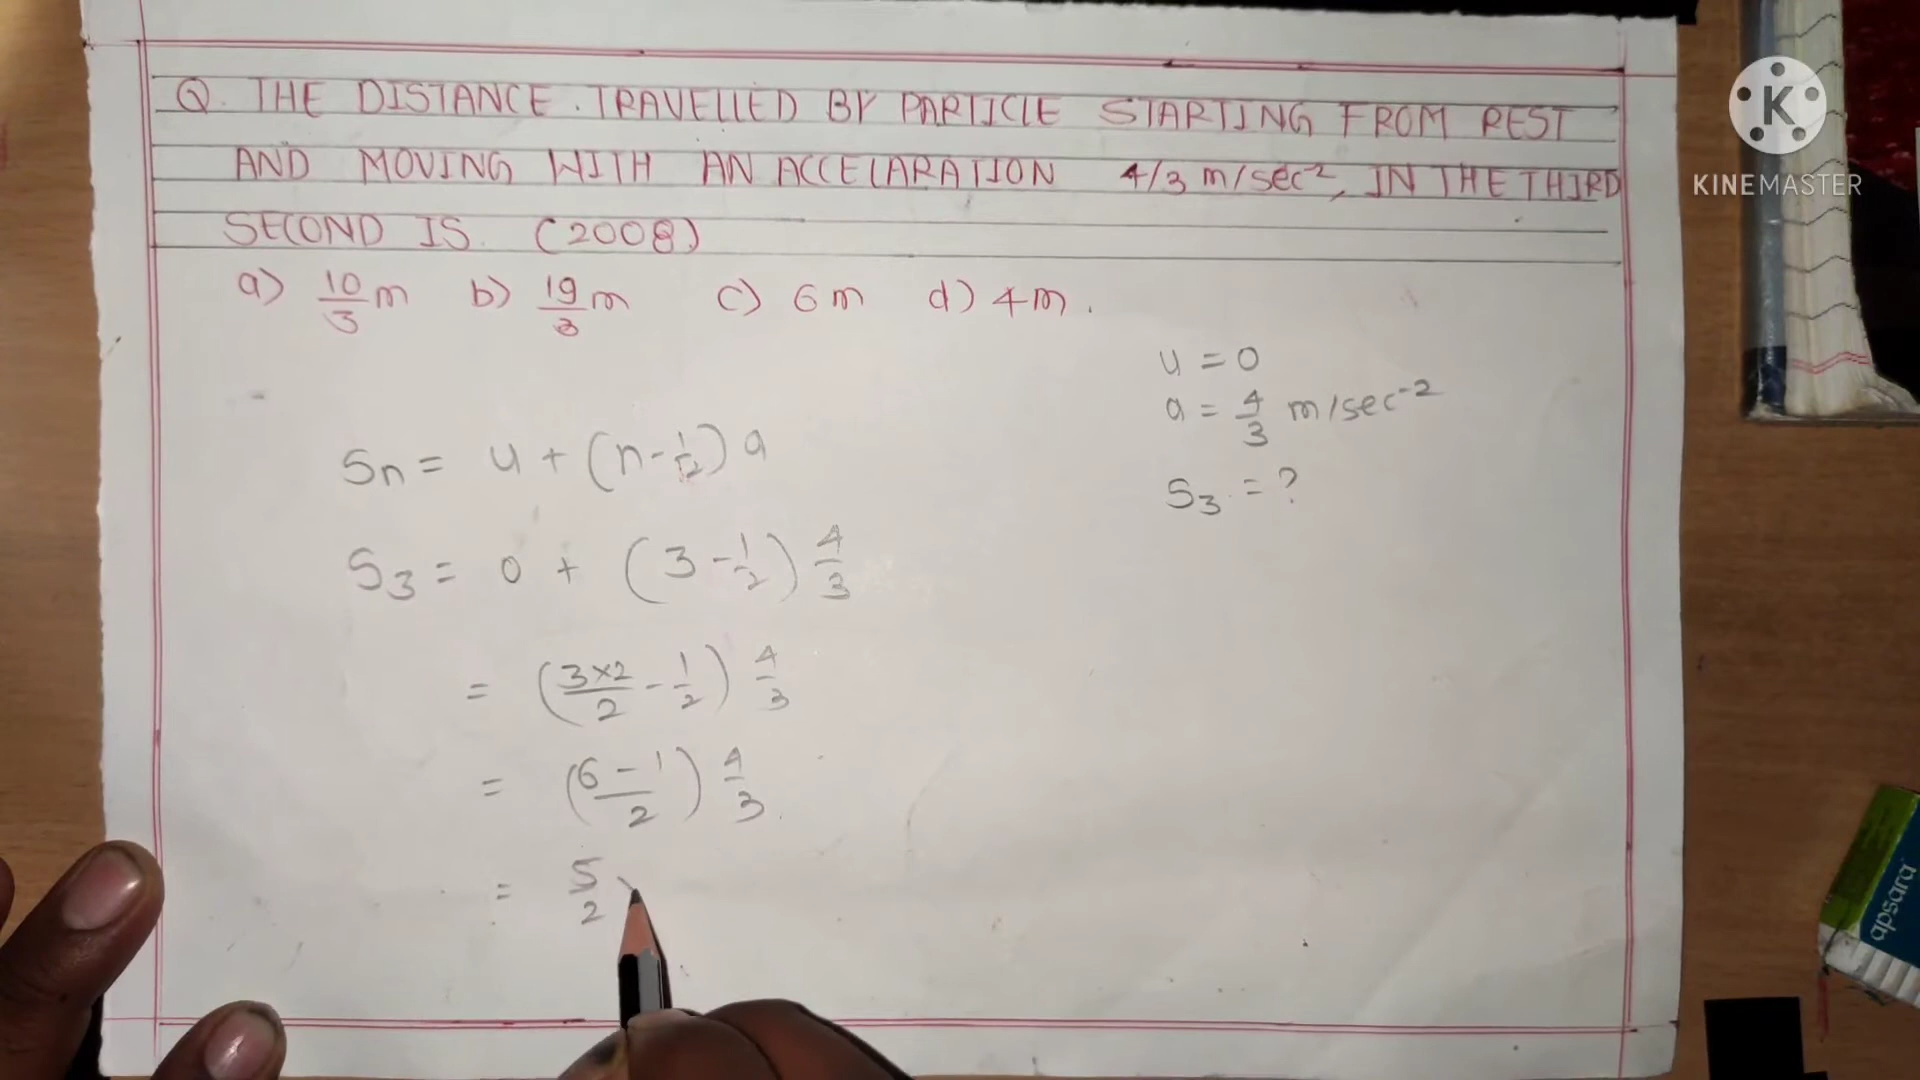 Q. THE DISTANCE . TRAVELLED BY PARTICLE STARTING FROM REST
AND MOVING WITH AN ACCELARATION 4/3 m/sec², IN THE THIRD
SECOND IS. (2008)
a) 10/3 m b) 19/3 m c) 6 m d) 4 m.
u = 0
a = 4/3 m/sec⁻²
S₃ = ?
Sn = u + (n - 1/2) a
S₃ = 0 + (3 - 1/2) 4/3
= (3×2/2 - 1/2) 4/3
= (6 - 1/2) 4/3
= 5/2
K
KINEMASTER
apsara